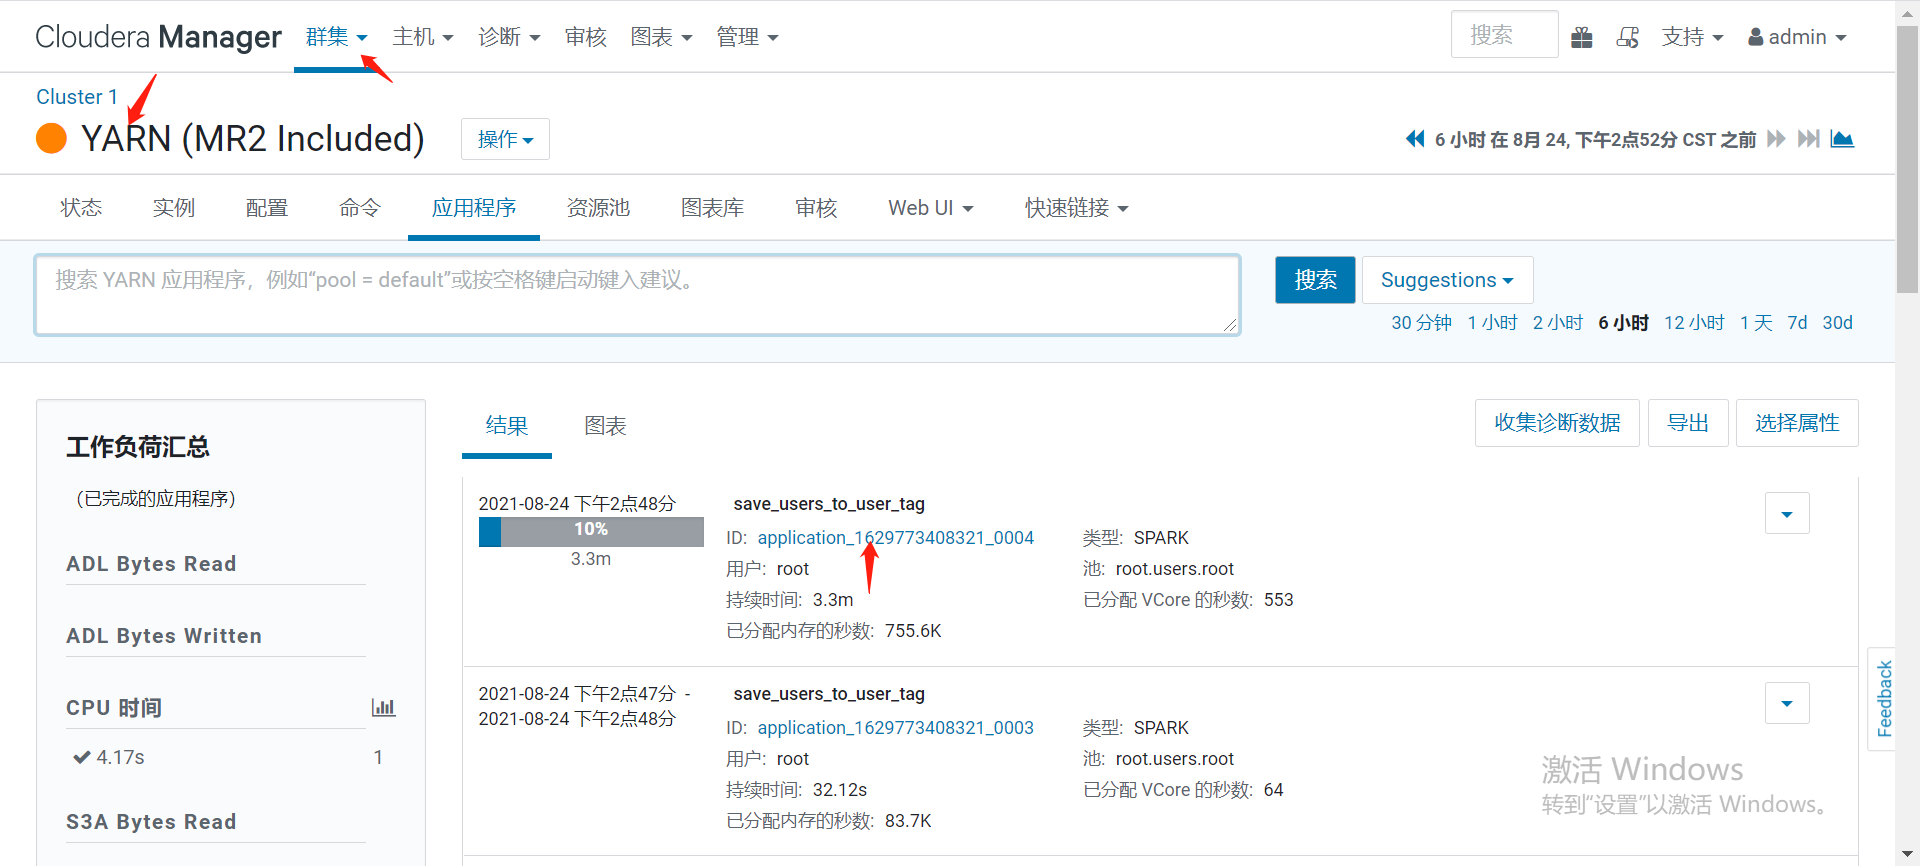 Cloudera Manager 群集 主机 诊断 审核 图表 管理 搜索 支持 admin
Cluster 1
YARN (MR2 Included) 操作 6 小时 在 8月 24, 下午2点52分 CST 之前
状态 实例 配置 命令 应用程序 资源池 图表库 审核 Web UI 快速链接
搜索 YARN 应用程序，例如“pool = default”或按空格键启动键入建议。 搜索 Suggestions
30 分钟 1 小时 2 小时 6 小时 12 小时 1 天 7d 30d
工作负荷汇总
（已完成的应用程序）
ADL Bytes Read
ADL Bytes Written
CPU 时间
4.17s 1
S3A Bytes Read
结果 图表 收集诊断数据 导出 选择属性
2021-08-24 下午2点48分 save_users_to_user_tag
10%
3.3m
ID: application_1629773408321_0004 类型: SPARK
用户: root 池: root.users.root
持续时间: 3.3m 已分配 VCore 的秒数: 553
已分配内存的秒数: 755.6K
2021-08-24 下午2点47分 - save_users_to_user_tag
2021-08-24 下午2点48分
ID: application_1629773408321_0003 类型: SPARK
用户: root 池: root.users.root
持续时间: 32.12s 已分配 VCore 的秒数: 64
已分配内存的秒数: 83.7K
Feedback
激活 Windows
转到“设置”以激活 Windows。